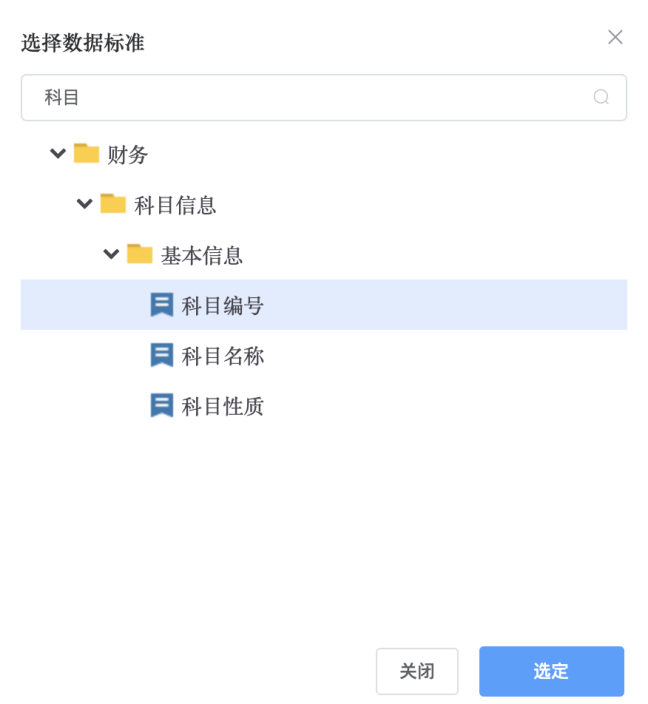 选择数据标准
科目
财务
科目信息
基本信息
科目编号
科目名称
科目性质
关闭 选定